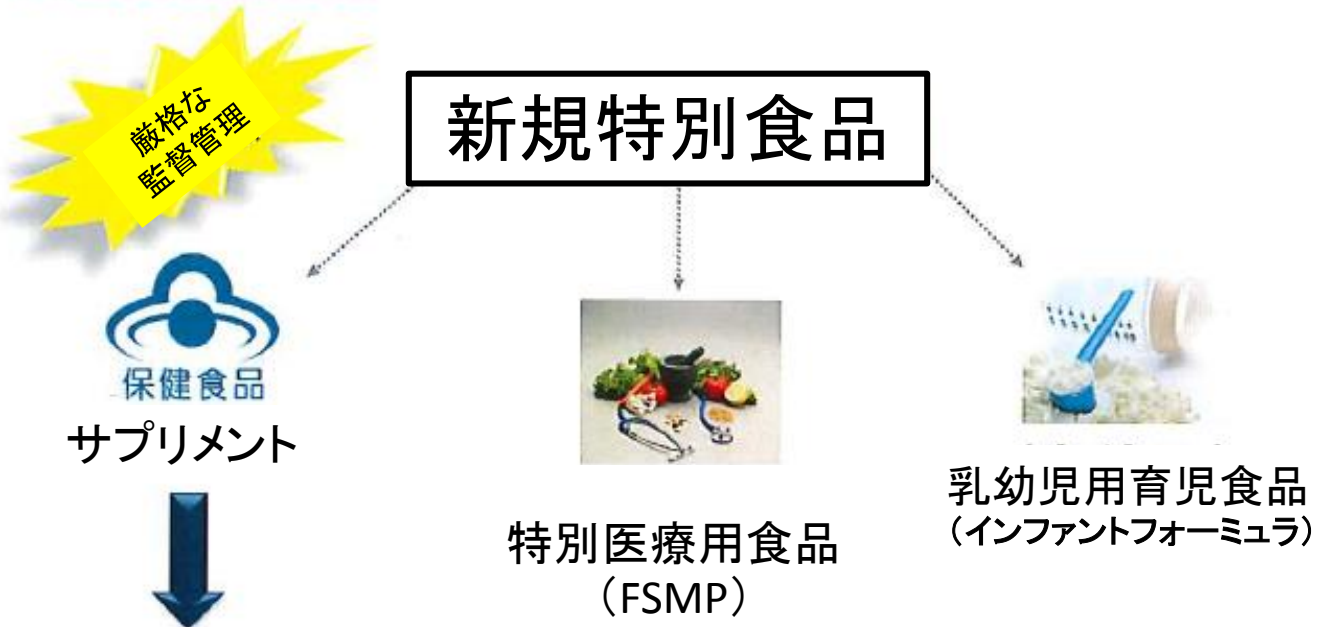 厳格な
監督管理
新規特別食品
保健食品
サプリメント
特別医療用食品
（FSMP）
乳幼児用育児食品
（インファントフォーミュラ）